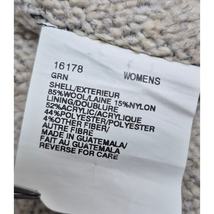 16178 WOMENS
GRN
SHELL/EXTERIEUR
85%WOOL/LAINE 15%NYLON
LINING/DOUBLURE
52%ACRYLIC/ACRYLIQUE
44%POLYESTER/POLYESTER
4%OTHER FIBER/
AUTRE FIBRE
MADE IN GUATEMALA/
FAIT EN GUATEMALA
REVERSE FOR CARE